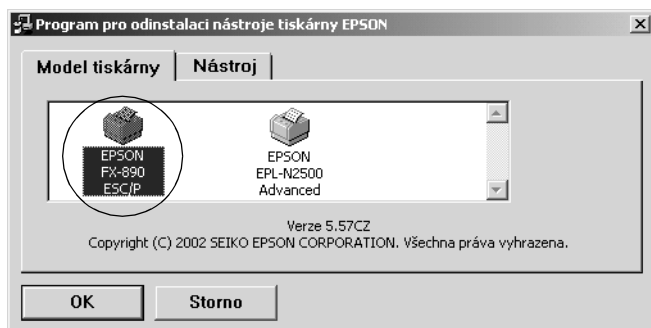 Program pro odinstalaci nástroje tiskárny EPSON
Model tiskárny
Nástroj
EPSON
FX-890
ESC/P
EPSON
EPL-N2500
Advanced
Verze 5.57CZ
Copyright (C) 2002 SEIKO EPSON CORPORATION. Všechna práva vyhrazena.
OK
Storno